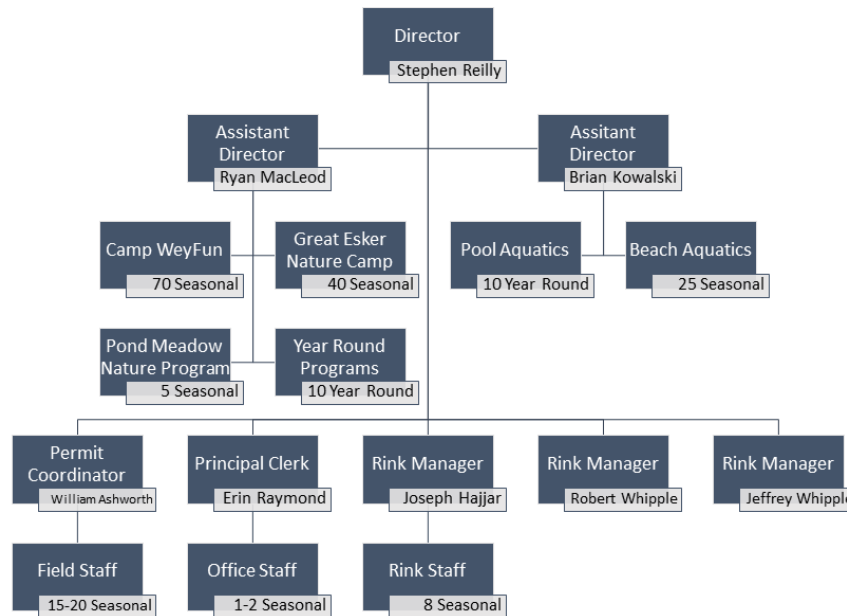 Director
Stephen Reilly
Assistant
Director
Ryan MacLeod
Assitant
Director
Brian Kowalski
Camp WeyFun
70 Seasonal
Great Esker
Nature Camp
40 Seasonal
Pool Aquatics
10 Year Round
Beach Aquatics
25 Seasonal
Pond Meadow
Nature Program
5 Seasonal
Year Round
Programs
10 Year Round
Permit
Coordinator
William Ashworth
Principal Clerk
Erin Raymond
Rink Manager
Joseph Hajjar
Rink Manager
Robert Whipple
Rink Manager
Jeffrey Whipple
Field Staff
15-20 Seasonal
Office Staff
1-2 Seasonal
Rink Staff
8 Seasonal